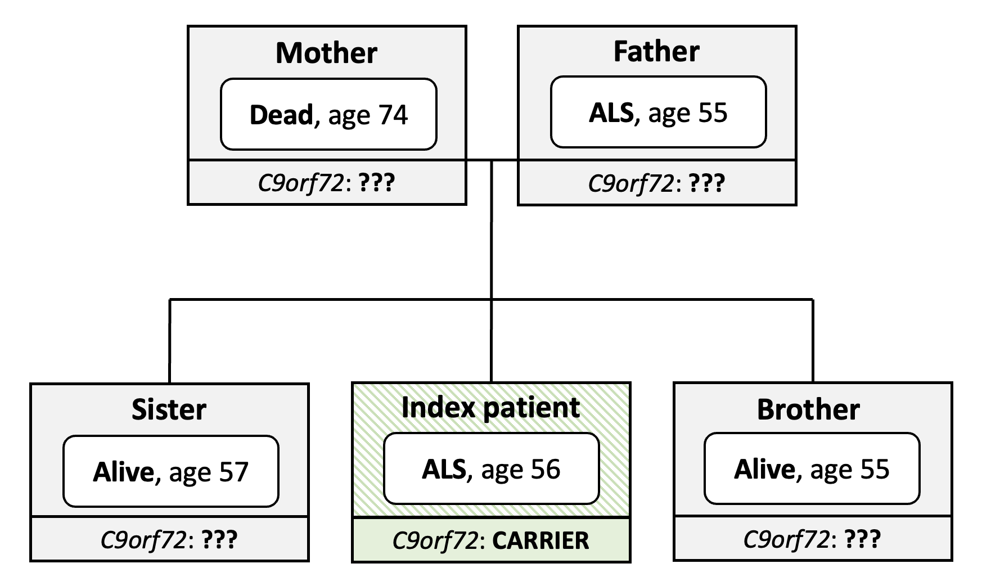 Mother
Dead, age 74
C9orf72: ???
Father
ALS, age 55
C9orf72: ???
Sister
Alive, age 57
C9orf72: ???
Index patient
ALS, age 56
C9orf72: CARRIER
Brother
Alive, age 55
C9orf72: ???